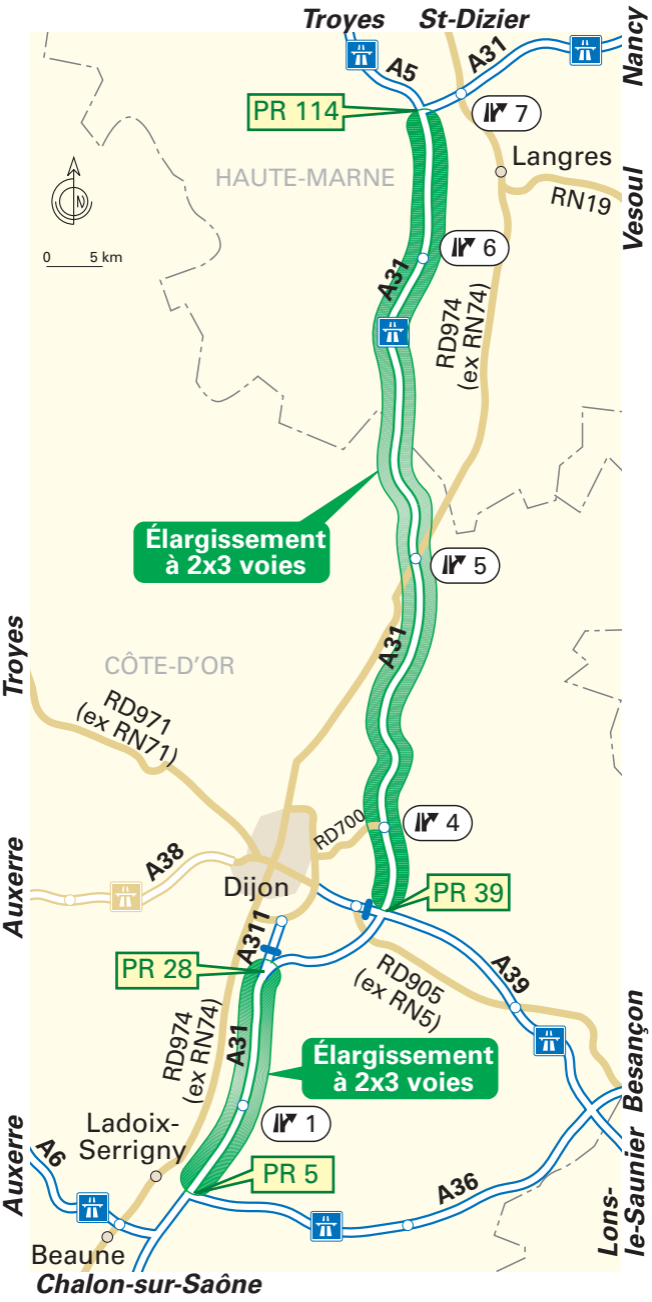 Troyes
St-Dizier
Nancy
A5
A31
PR 114
7
HAUTE-MARNE
Langres
RN19
Vesoul
N
0 5 km
6
A31
RD974
(ex RN74)
Élargissement
à 2x3 voies
5
Troyes
CÔTE-D'OR
A31
RD971
(ex RN71)
RD700
4
Auxerre
A38
Dijon
PR 39
A311
PR 28
RD905
(ex RN5)
A39
RD974
(ex RN74)
A31
Élargissement
à 2x3 voies
Besançon
1
Ladoix-
Serrigny
Auxerre
A6
PR 5
A36
Lons-
le-Saunier
Beaune
Chalon-sur-Saône